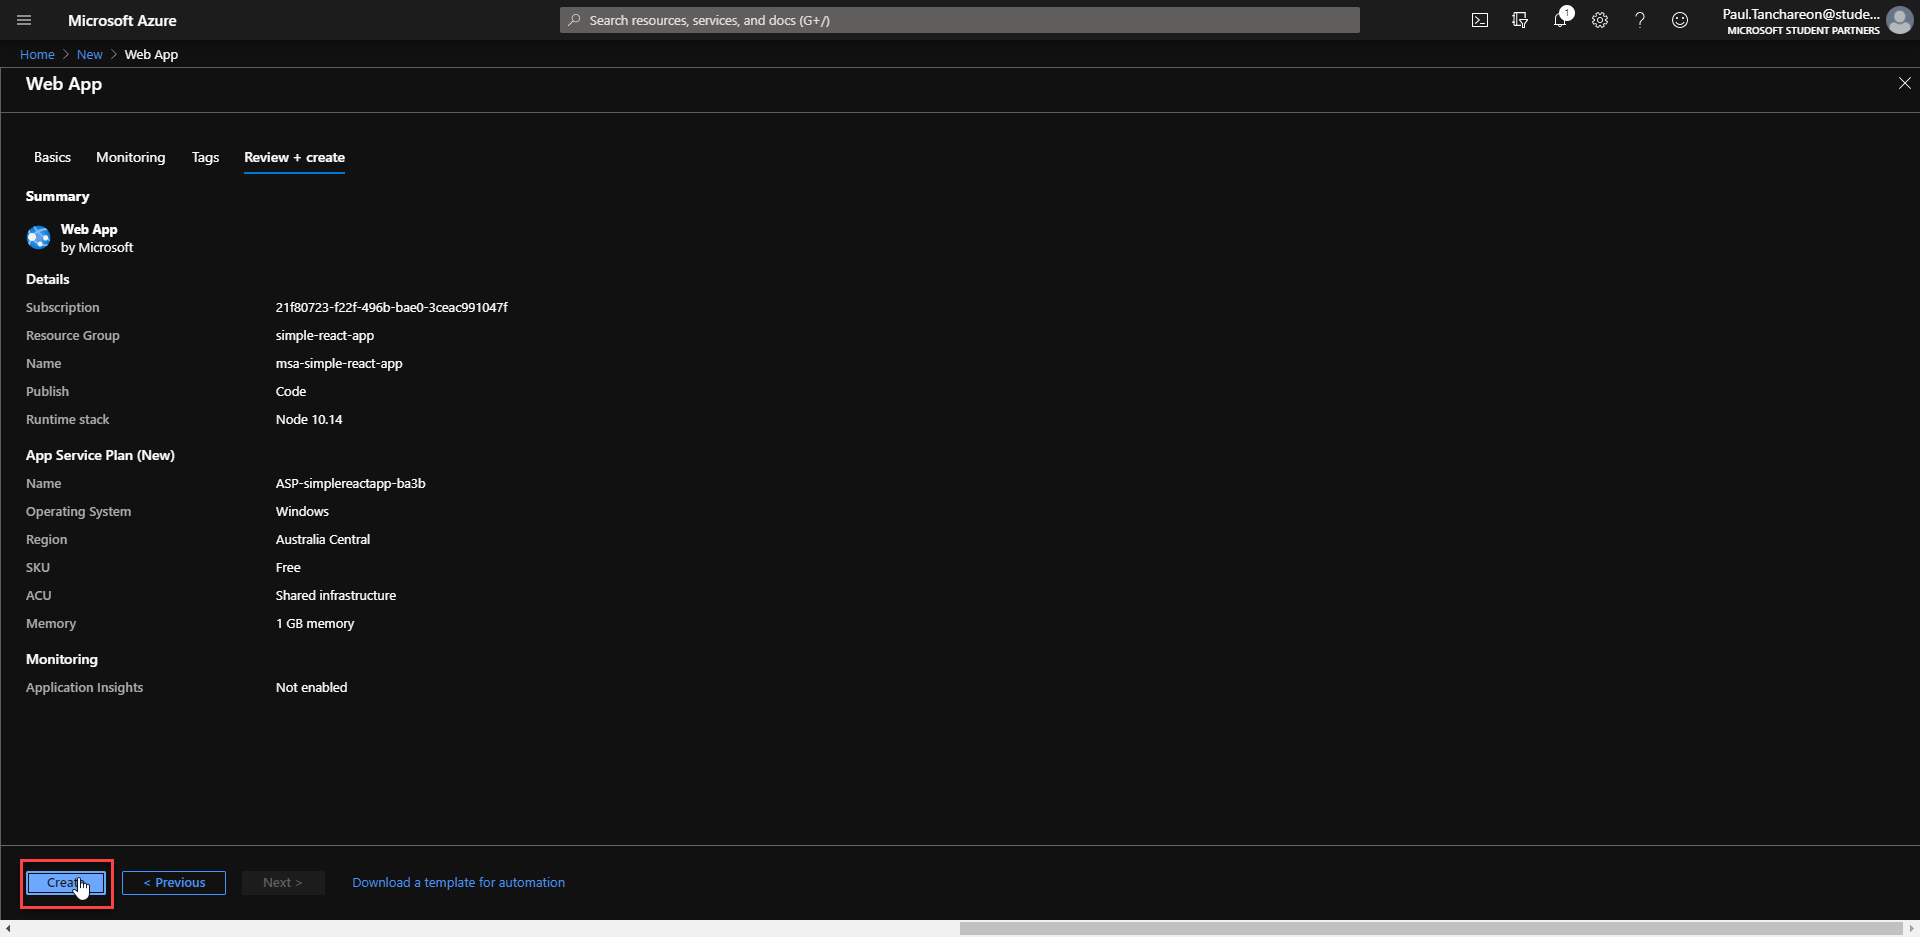 Microsoft Azure
Search resources, services, and docs (G+/)
1
Paul.Tanchareon@stude...
MICROSOFT STUDENT PARTNERS
Home > New > Web App
Web App
Basics Monitoring Tags Review + create
Summary
Web App
by Microsoft
Details
Subscription 21f80723-f22f-496b-bae0-3ceac991047f
Resource Group simple-react-app
Name msa-simple-react-app
Publish Code
Runtime stack Node 10.14
App Service Plan (New)
Name ASP-simplereactapp-ba3b
Operating System Windows
Region Australia Central
SKU Free
ACU Shared infrastructure
Memory 1 GB memory
Monitoring
Application Insights Not enabled
Create < Previous Next > Download a template for automation